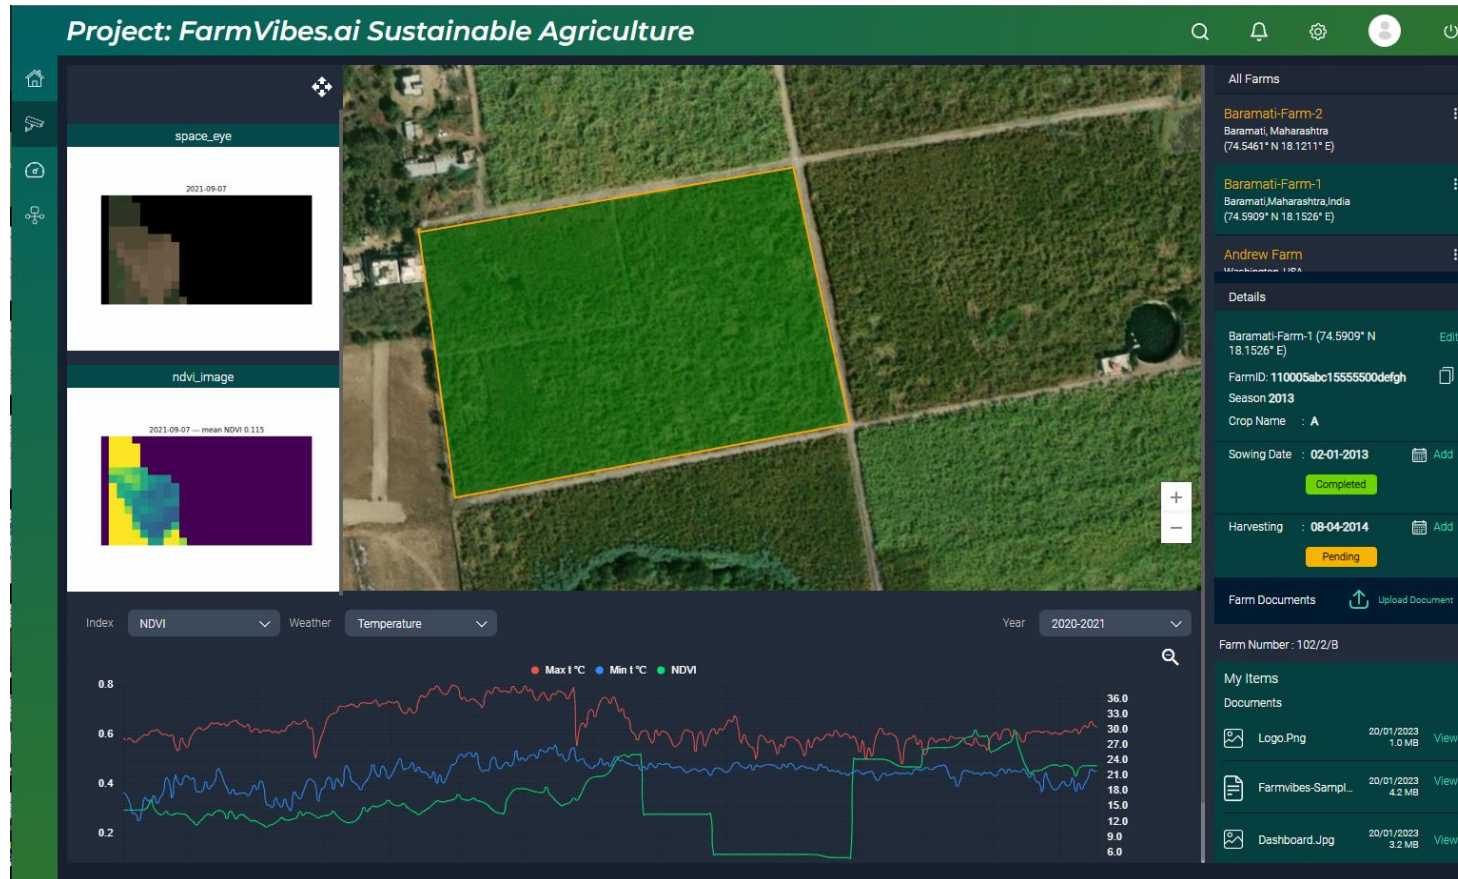 Project: FarmVibes.ai Sustainable Agriculture
space_eye
2021-09-07
ndvi_image
2021-09-07 --- mean NDVI 0.115
+
−
Index
NDVI
Weather
Temperature
Year
2020-2021
Max t °C
Min t °C
NDVI
0.8
0.6
0.4
0.2
36.0
33.0
30.0
27.0
24.0
21.0
18.0
15.0
12.0
9.0
6.0
All Farms
Baramati-Farm-2
Baramati, Maharashtra
(74.5461° N 18.1211° E)
Baramati-Farm-1
Baramati,Maharashtra,India
(74.5909° N 18.1526° E)
Andrew Farm
Washington, USA
Details
Baramati-Farm-1 (74.5909° N
18.1526° E)
Edit
FarmID: 110005abc15555500defgh
Season 2013
Crop Name : A
Sowing Date : 02-01-2013 Add
Completed
Harvesting : 08-04-2014 Add
Pending
Farm Documents Upload Document
Farm Number : 102/2/B
My Items
Documents
Logo.Png 20/01/2023 View
1.0 MB
Farmvibes-Sampl... 20/01/2023 View
4.2 MB
Dashboard.Jpg 20/01/2023 View
3.2 MB